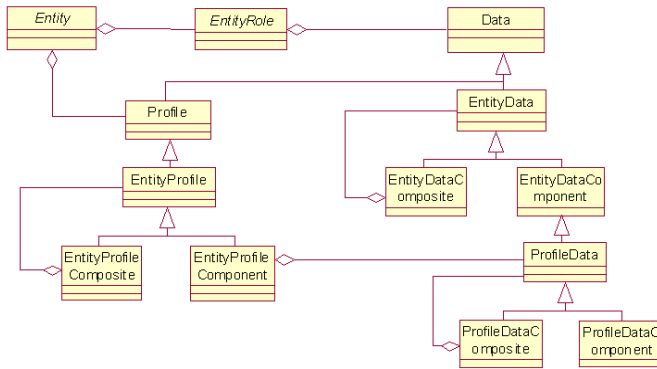 Entity
EntityRole
Data
Profile
EntityData
EntityProfile
EntityDataC
omposite
EntityDataCo
mponent
EntityProfile
Composite
EntityProfile
Component
ProfileData
ProfileDataC
omposite
ProfileDataC
omponent